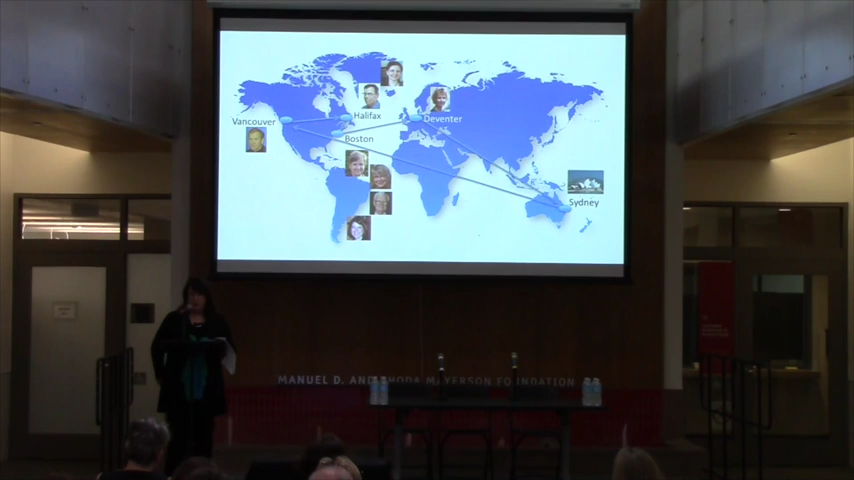 Vancouver
Halifax
Deventer
Boston
Sydney
MANUEL D. AND RHODA MAYERSON FOUNDATION